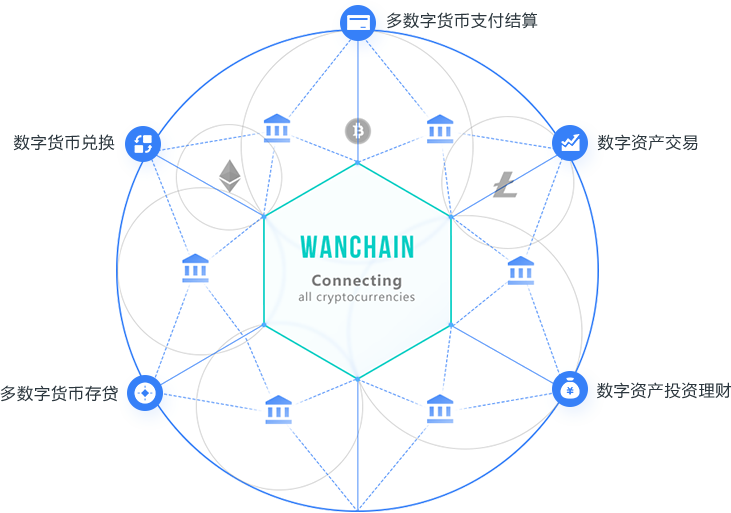 多数字货币支付结算
数字货币兑换
数字资产交易
WANCHAIN
Connecting
all cryptocurrencies
多数字货币存贷
数字资产投资理财